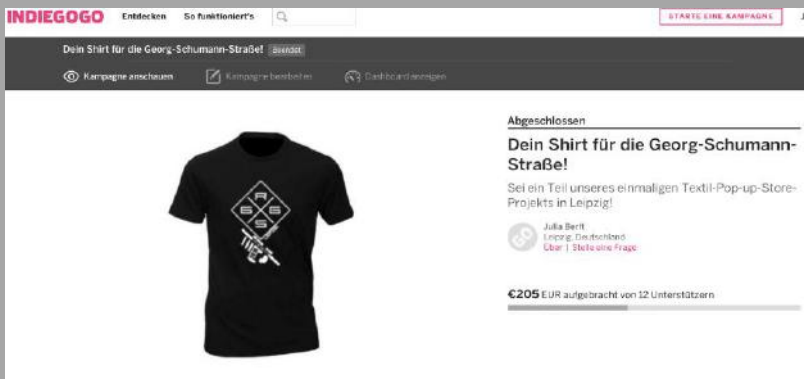 INDIEGOGO Entdecken So funktioniert's STARTE EINE KAMPAGNE
Dein Shirt für die Georg-Schumann-Straße! Beendet
Kampagne anschauen Kampagne bearbeiten Dashboard anzeigen
Abgeschlossen
Dein Shirt für die Georg-Schumann-
Straße!
Sei ein Teil unseres einmaligen Textil-Pop-up-Store-
Projekts in Leipzig!
GO
Julia
Leipzig, Deutschland
Über | Stelle eine Frage
€205 EUR aufgebracht von 12 Unterstützern